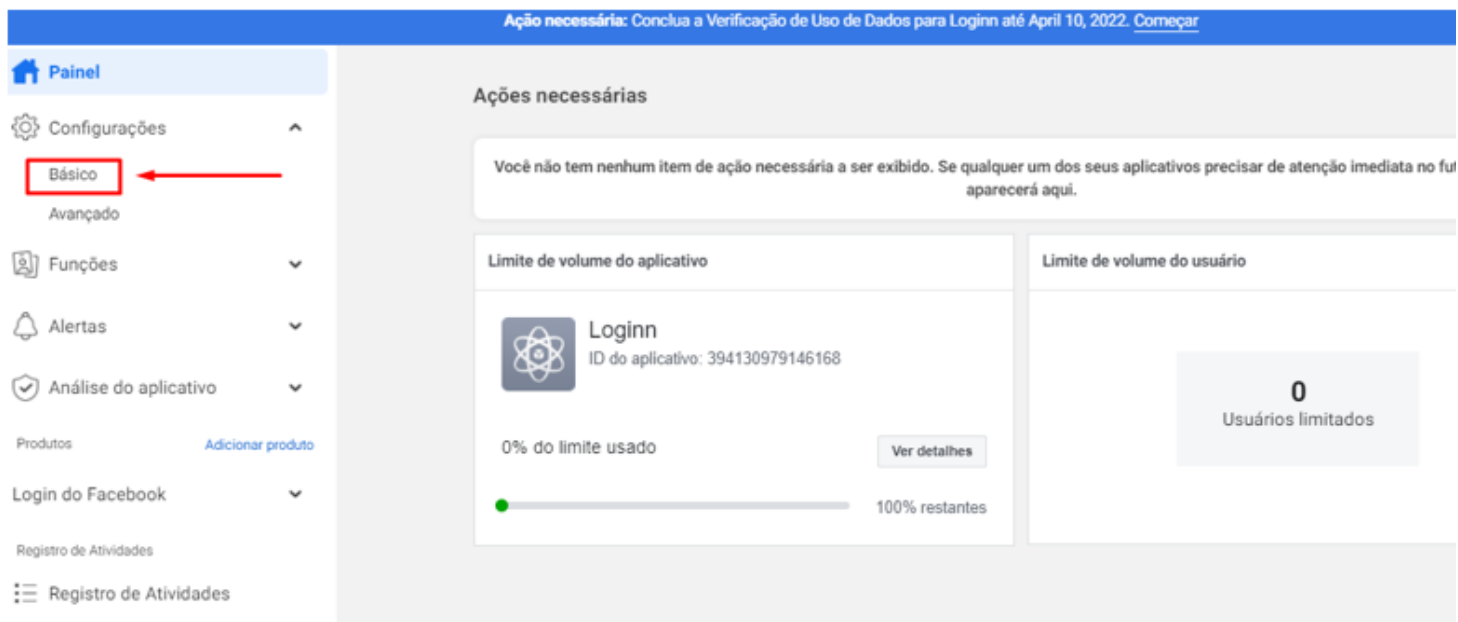 Ação necessária: Conclua a Verificação de Uso de Dados para Loginn até April 10, 2022. Começar
Painel
Configurações
Básico
Avançado
Funções
Alertas
Análise do aplicativo
Produtos
Adicionar produto
Login do Facebook
Registro de Atividades
Registro de Atividades
Ações necessárias
Você não tem nenhum item de ação necessária a ser exibido. Se qualquer um dos seus aplicativos precisar de atenção imediata no fut
aparecerá aqui.
Limite de volume do aplicativo
Loginn
ID do aplicativo: 394130979146168
0% do limite usado
Ver detalhes
100% restantes
Limite de volume do usuário
0
Usuários limitados